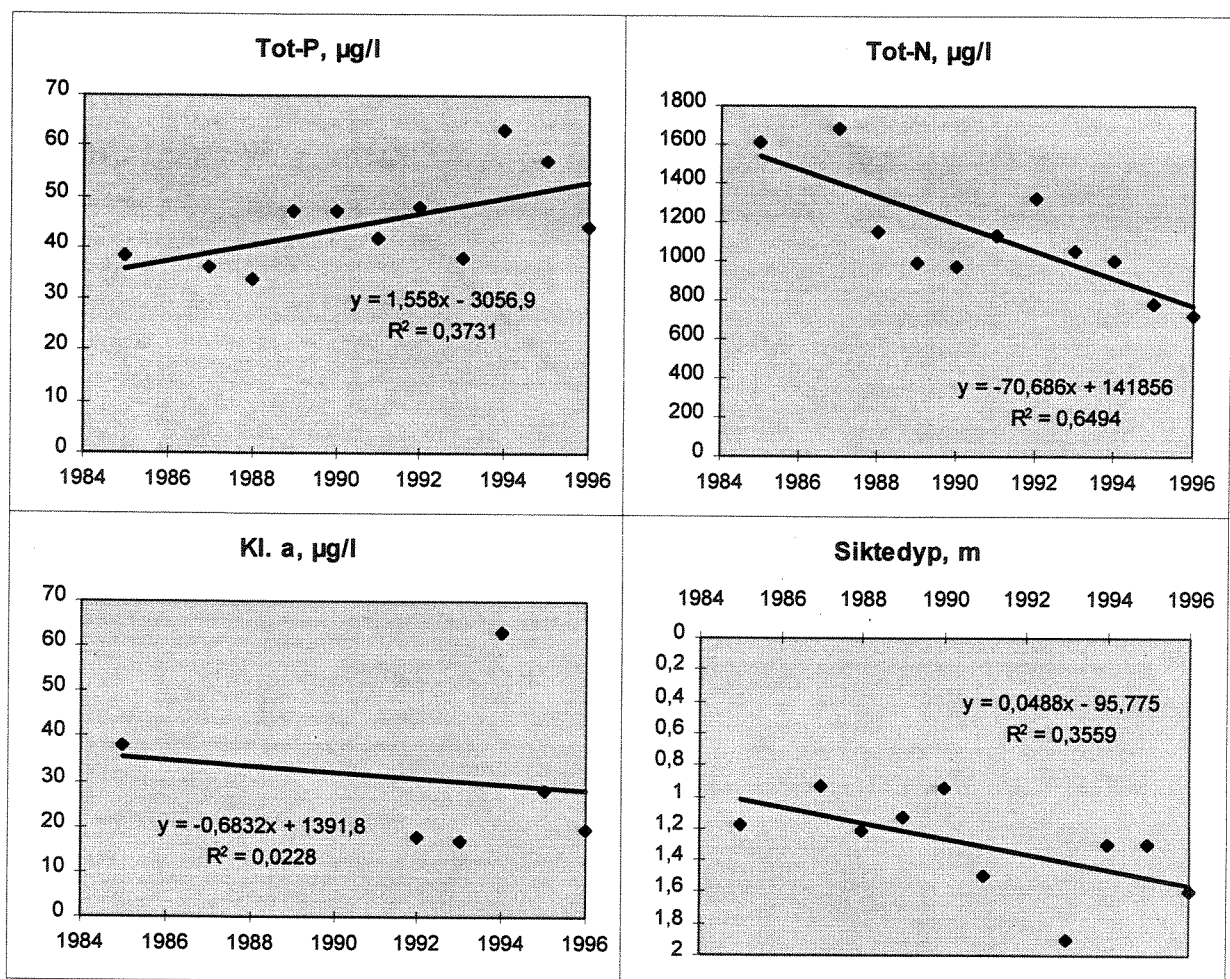 Tot-P, µg/l
70
60
50
40
30
20
10
0
y = 1,558x - 3056,9
R² = 0,3731
1984 1986 1988 1990 1992 1994 1996
Tot-N, µg/l
1800
1600
1400
1200
1000
800
600
400
200
0
y = -70,686x + 141856
R² = 0,6494
1984 1986 1988 1990 1992 1994 1996
Kl. a, µg/l
70
60
50
40
30
20
10
0
y = -0,6832x + 1391,8
R² = 0,0228
1984 1986 1988 1990 1992 1994 1996
Siktedyp, m
1984 1986 1988 1990 1992 1994 1996
0
0,2
0,4
0,6
0,8
1
1,2
1,4
1,6
1,8
2
y = 0,0488x - 95,775
R² = 0,3559